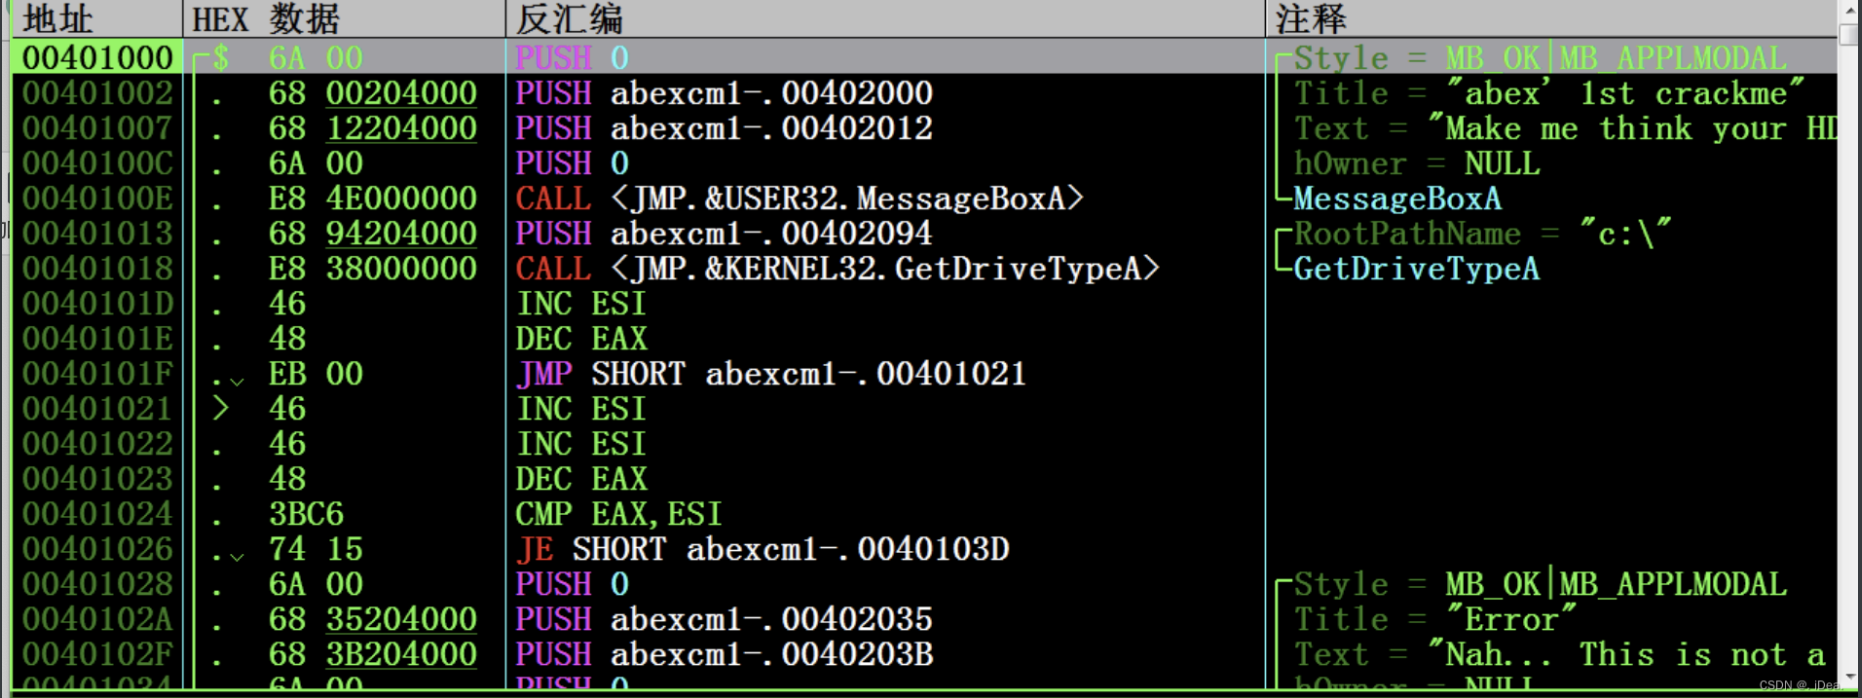 地址 HEX 数据 反汇编 注释
00401000 $ 6A 00 PUSH 0 Style = MB_OK|MB_APPLMODAL
00401002 . 68 00204000 PUSH abexcm1-.00402000 Title = "abex' 1st crackme"
00401007 . 68 12204000 PUSH abexcm1-.00402012 Text = "Make me think your HD
0040100C . 6A 00 PUSH 0 hOwner = NULL
0040100E . E8 4E000000 CALL <JMP.&USER32.MessageBoxA> MessageBoxA
00401013 . 68 94204000 PUSH abexcm1-.00402094 RootPathName = "c:\"
00401018 . E8 38000000 CALL <JMP.&KERNEL32.GetDriveTypeA> GetDriveTypeA
0040101D . 46 INC ESI
0040101E . 48 DEC EAX
0040101F . EB 00 JMP SHORT abexcm1-.00401021
00401021 > 46 INC ESI
00401022 . 46 INC ESI
00401023 . 48 DEC EAX
00401024 . 3BC6 CMP EAX,ESI
00401026 . 74 15 JE SHORT abexcm1-.0040103D
00401028 . 6A 00 PUSH 0 Style = MB_OK|MB_APPLMODAL
0040102A . 68 35204000 PUSH abexcm1-.00402035 Title = "Error"
0040102F . 68 3B204000 PUSH abexcm1-.0040203B Text = "Nah... This is not a
00401034 . 6A 00 PUSH 0 hOwner = NULL